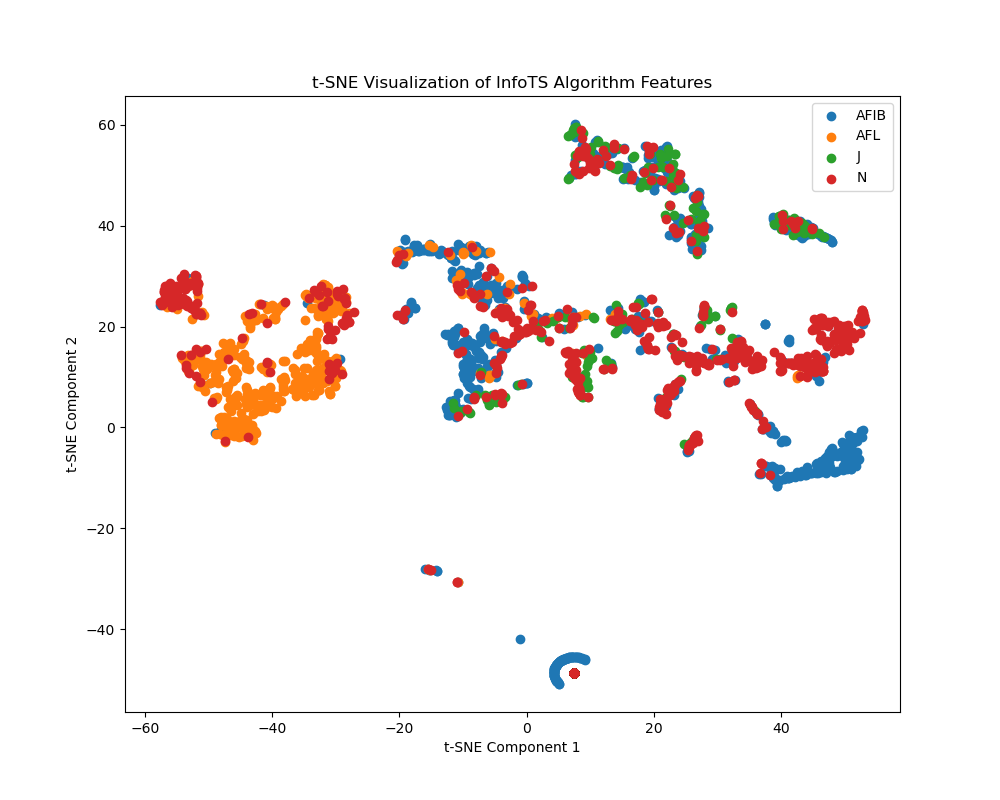 t-SNE Visualization of InfoTS Algorithm Features
AFIB
AFL
J
N
60
40
20
0
−20
−40
t-SNE Component 2
−60
−40
−20
0
20
40
t-SNE Component 1